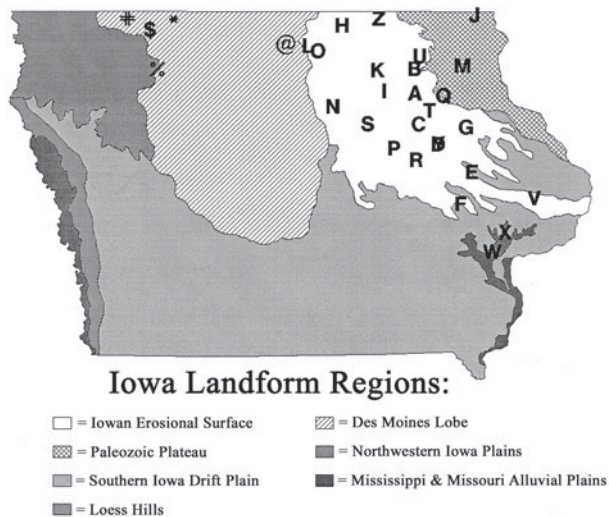 # * Z J
$ H
@ L O U
% K B M
I A Q
N T
S C G
P D
R
E
F V
X
W
Iowa Landform Regions:
= Iowan Erosional Surface
= Paleozoic Plateau
= Southern Iowa Drift Plain
= Loess Hills
= Des Moines Lobe
= Northwestern Iowa Plains
= Mississippi & Missouri Alluvial Plains